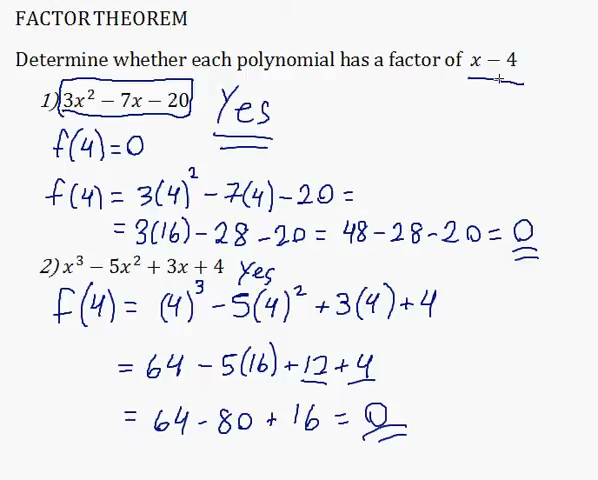 FACTOR THEOREM
Determine whether each polynomial has a factor of x − 4
1) 3x² − 7x − 20 Yes
f(4) = 0
f(4) = 3(4)² − 7(4) − 20 =
= 3(16) − 28 − 20 = 48 − 28 − 20 = 0
2) x³ − 5x² + 3x + 4 Yes
f(4) = (4)³ − 5(4)² + 3(4) + 4
= 64 − 5(16) + 12 + 4
= 64 − 80 + 16 = 0